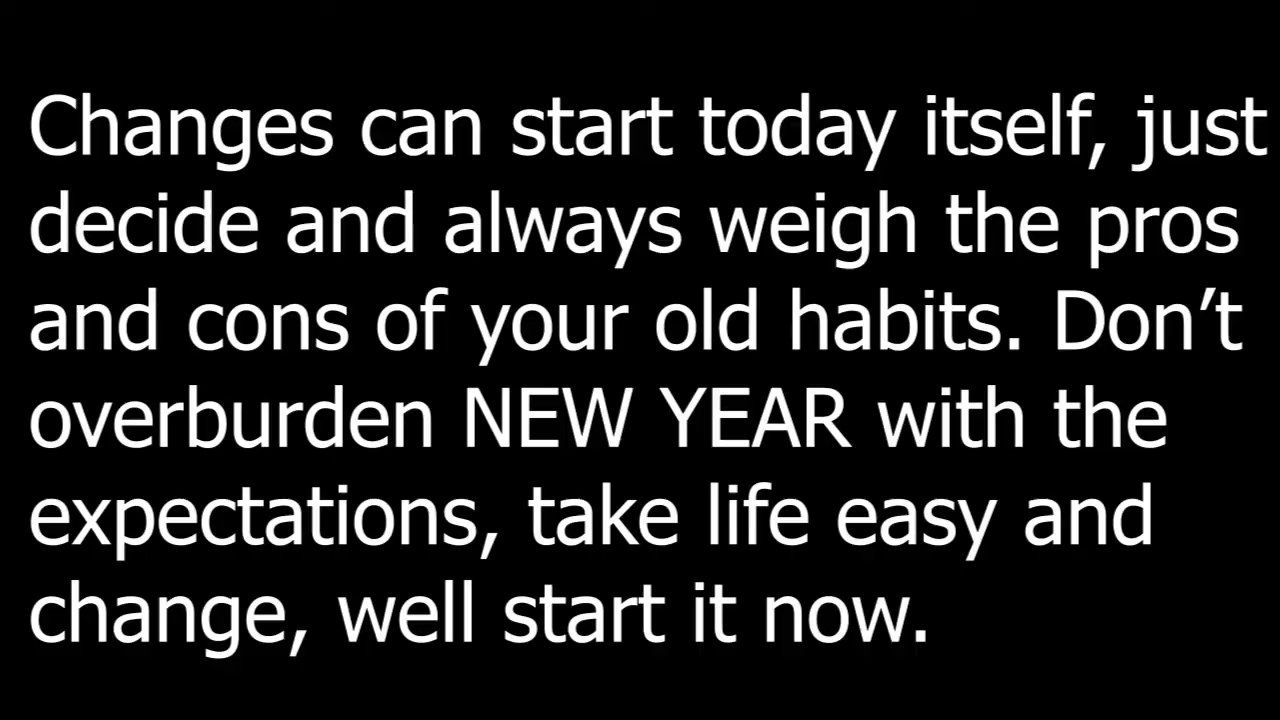 Changes can start today itself, just
decide and always weigh the pros
and cons of your old habits. Don’t
overburden NEW YEAR with the
expectations, take life easy and
change, well start it now.